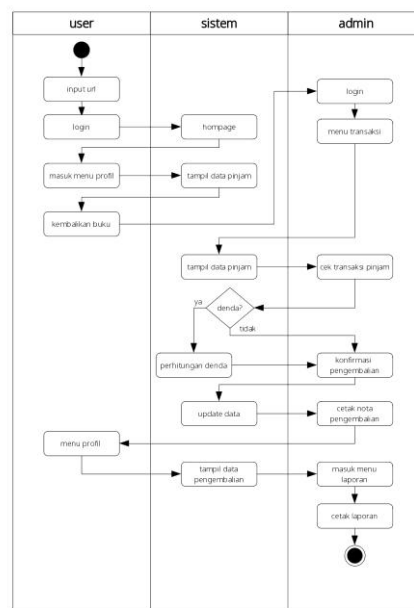 user
sistem
admin
input url
login
login
hompage
menu transaksi
masuk menu profil
tampil data pinjam
kembalikan buku
tampil data pinjam
cek transaksi pinjam
denda?
ya
tidak
perhitungan denda
konfirmasi
pengembalian
update data
cetak nota
pengembalian
menu profil
tampil data
pengembalian
masuk menu
laporan
cetak laporan